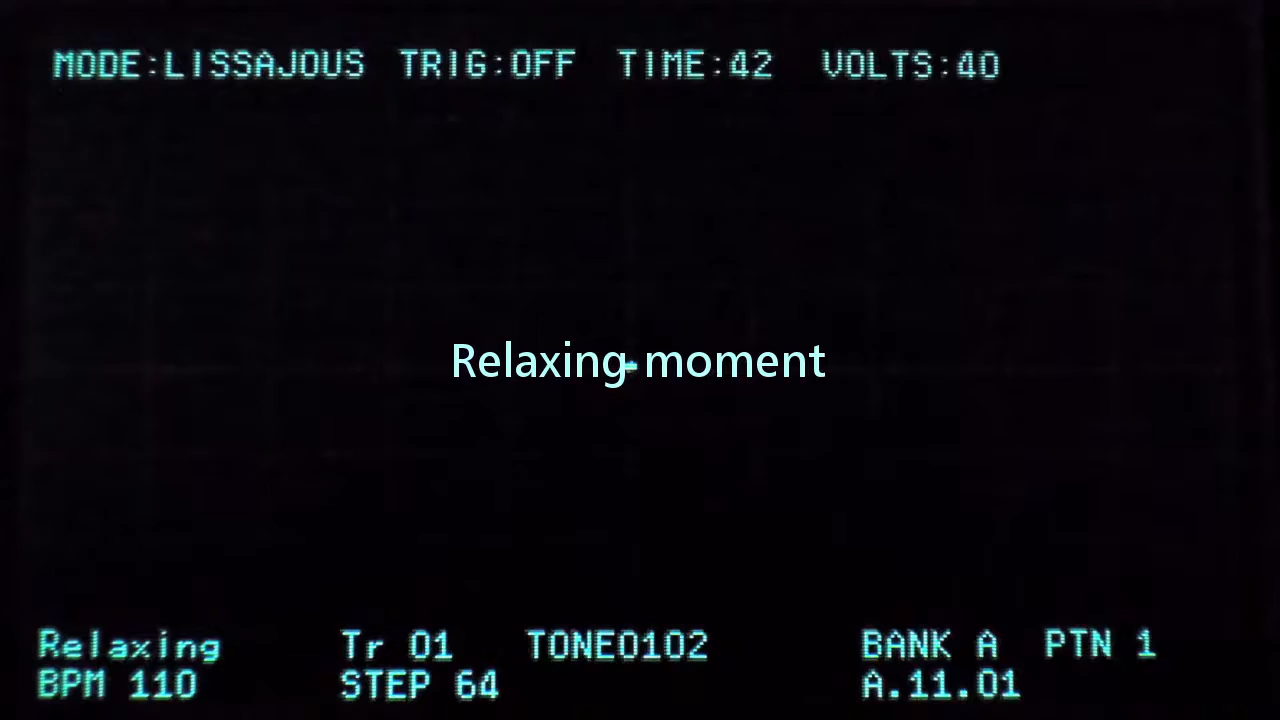 MODE:LISSAJOUS TRIG:OFF TIME:42 VOLTS:40
Relaxing moment
Relaxing Tr 01 TONE0102 BANK A PTN 1
BPM 110 STEP 64 A.11.01